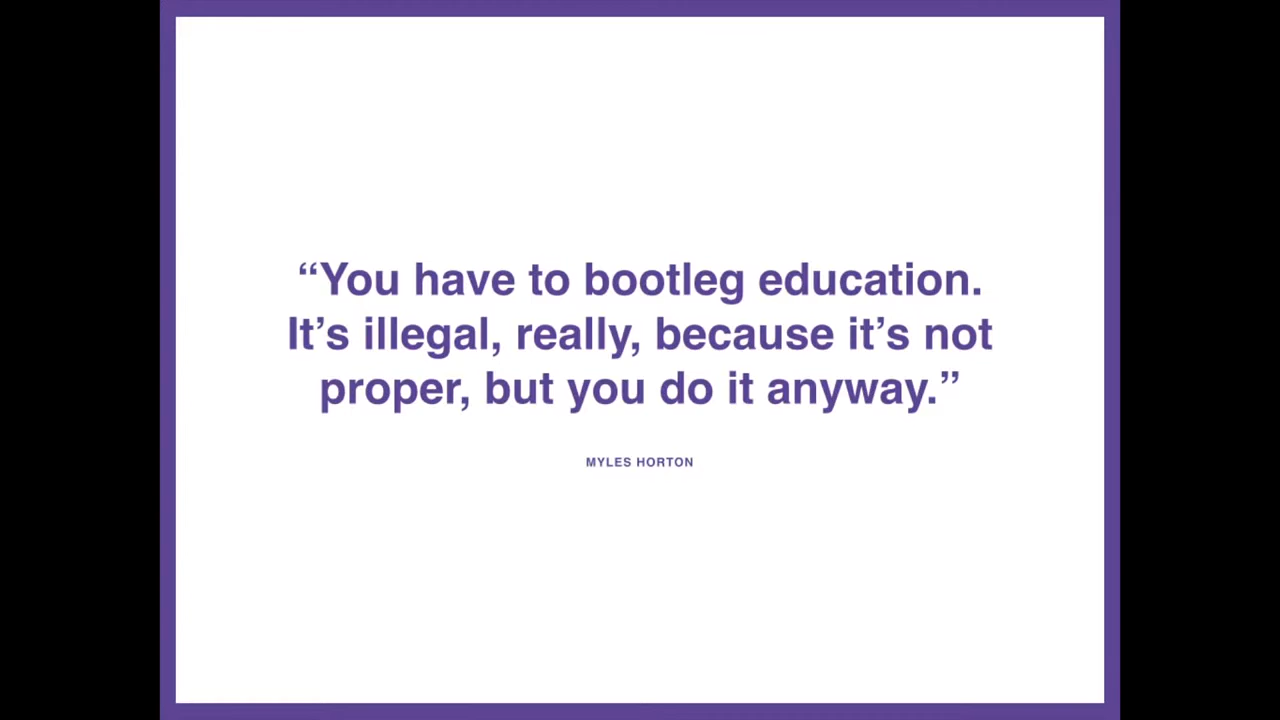 “You have to bootleg education.
It’s illegal, really, because it’s not
proper, but you do it anyway.”
MYLES HORTON